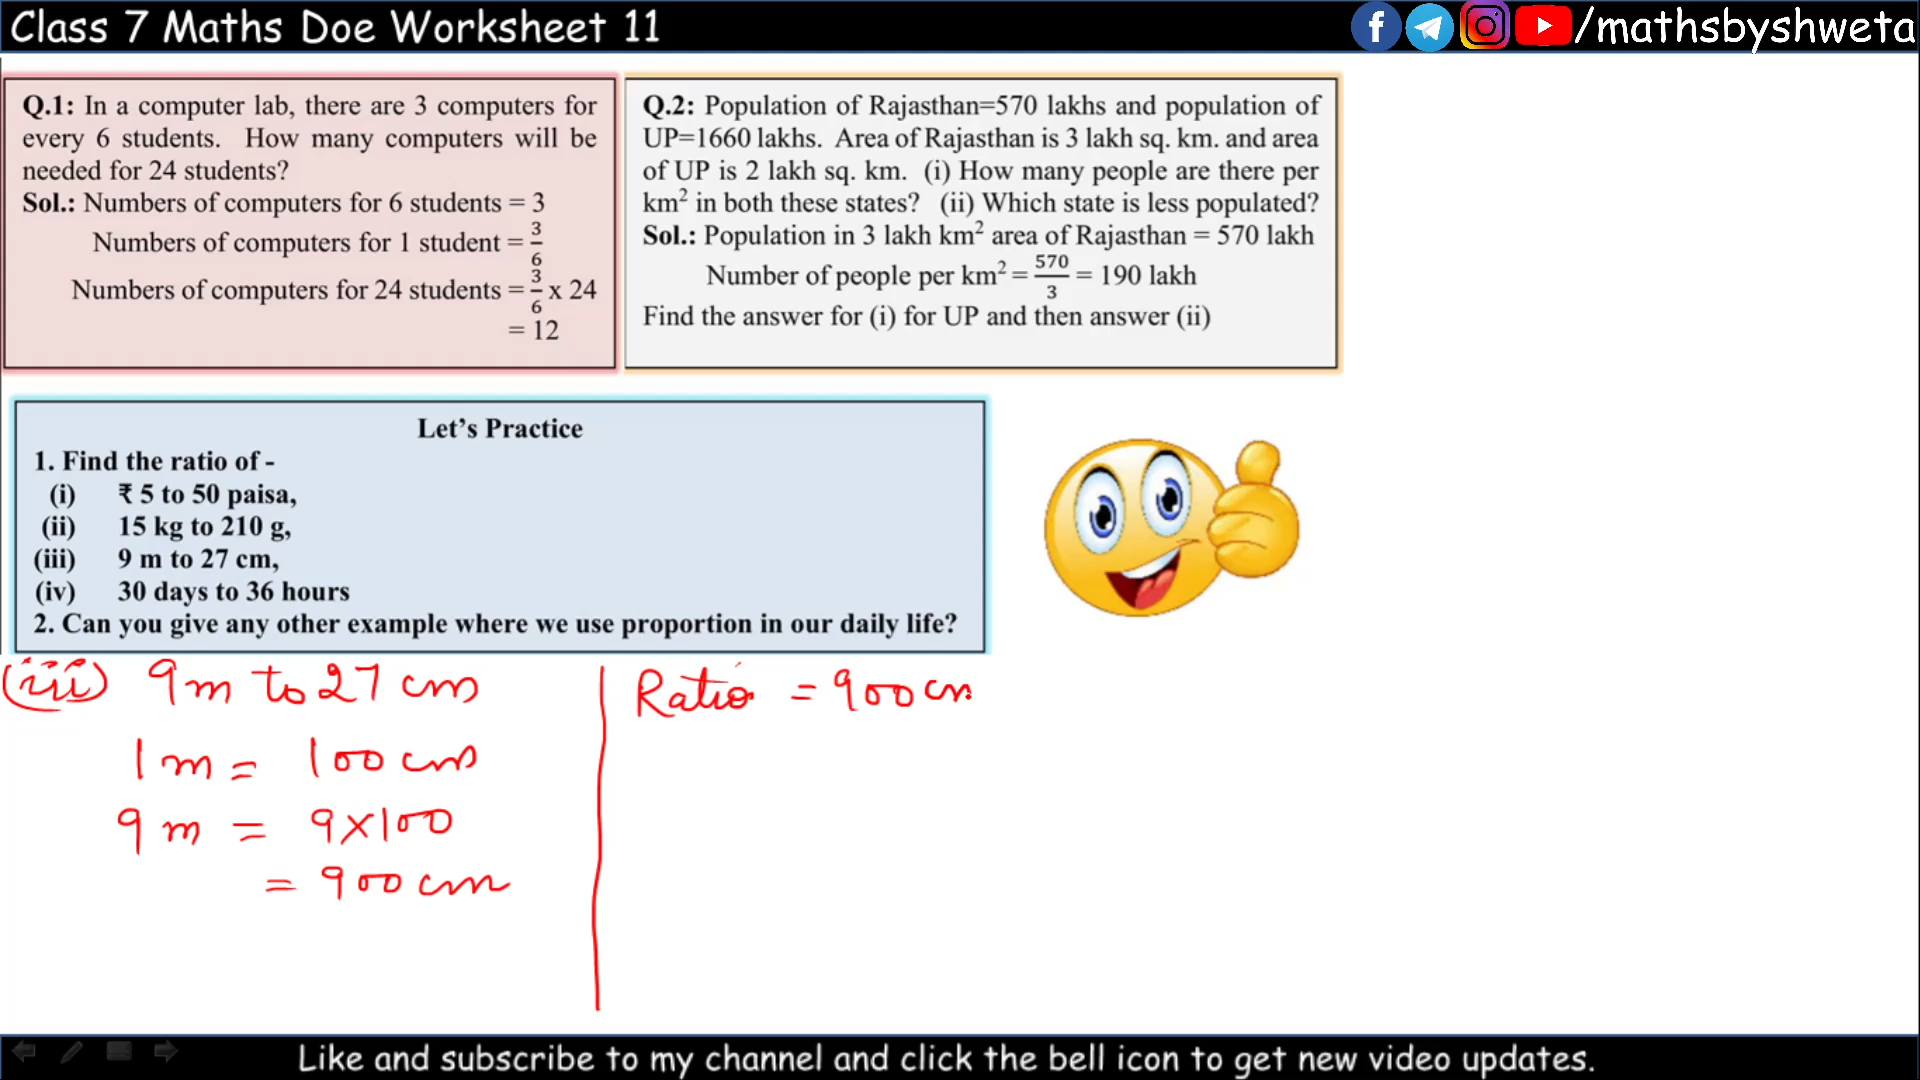 Class 7 Maths Doe Worksheet 11
/mathsbyshweta
Q.1: In a computer lab, there are 3 computers for
every 6 students. How many computers will be
needed for 24 students?
Sol.: Numbers of computers for 6 students = 3
Numbers of computers for 1 student = 3/6
Numbers of computers for 24 students = 3/6 x 24
= 12
Q.2: Population of Rajasthan=570 lakhs and population of
UP=1660 lakhs. Area of Rajasthan is 3 lakh sq. km. and area
of UP is 2 lakh sq. km. (i) How many people are there per
km² in both these states? (ii) Which state is less populated?
Sol.: Population in 3 lakh km² area of Rajasthan = 570 lakh
Number of people per km² = 570/3 = 190 lakh
Find the answer for (i) for UP and then answer (ii)
Let's Practice
1. Find the ratio of -
(i) ₹ 5 to 50 paisa,
(ii) 15 kg to 210 g,
(iii) 9 m to 27 cm,
(iv) 30 days to 36 hours
2. Can you give any other example where we use proportion in our daily life?
(iii) 9m to 27 cm
1m = 100 cm
9m = 9x100
= 900 cm
Ratio = 900 cm
Like and subscribe to my channel and click the bell icon to get new video updates.